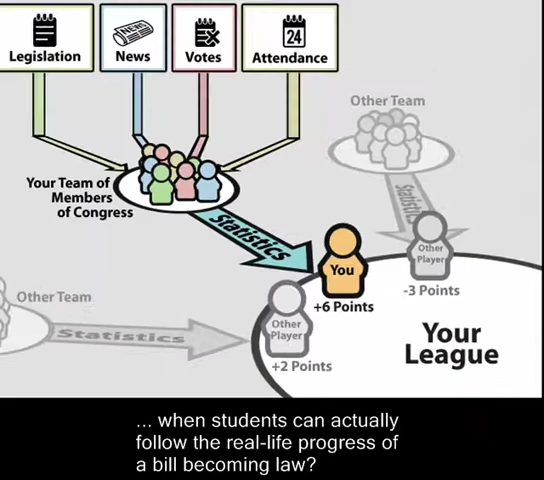 Legislation
News
Votes
24
Attendance
Other Team
Your Team of
Members
of Congress
Statistics
Statistics
You
+6 Points
Other
Player
-3 Points
Other Team
Statistics
Other
Player
+2 Points
Your
League
... when students can actually
follow the real-life progress of
a bill becoming law?